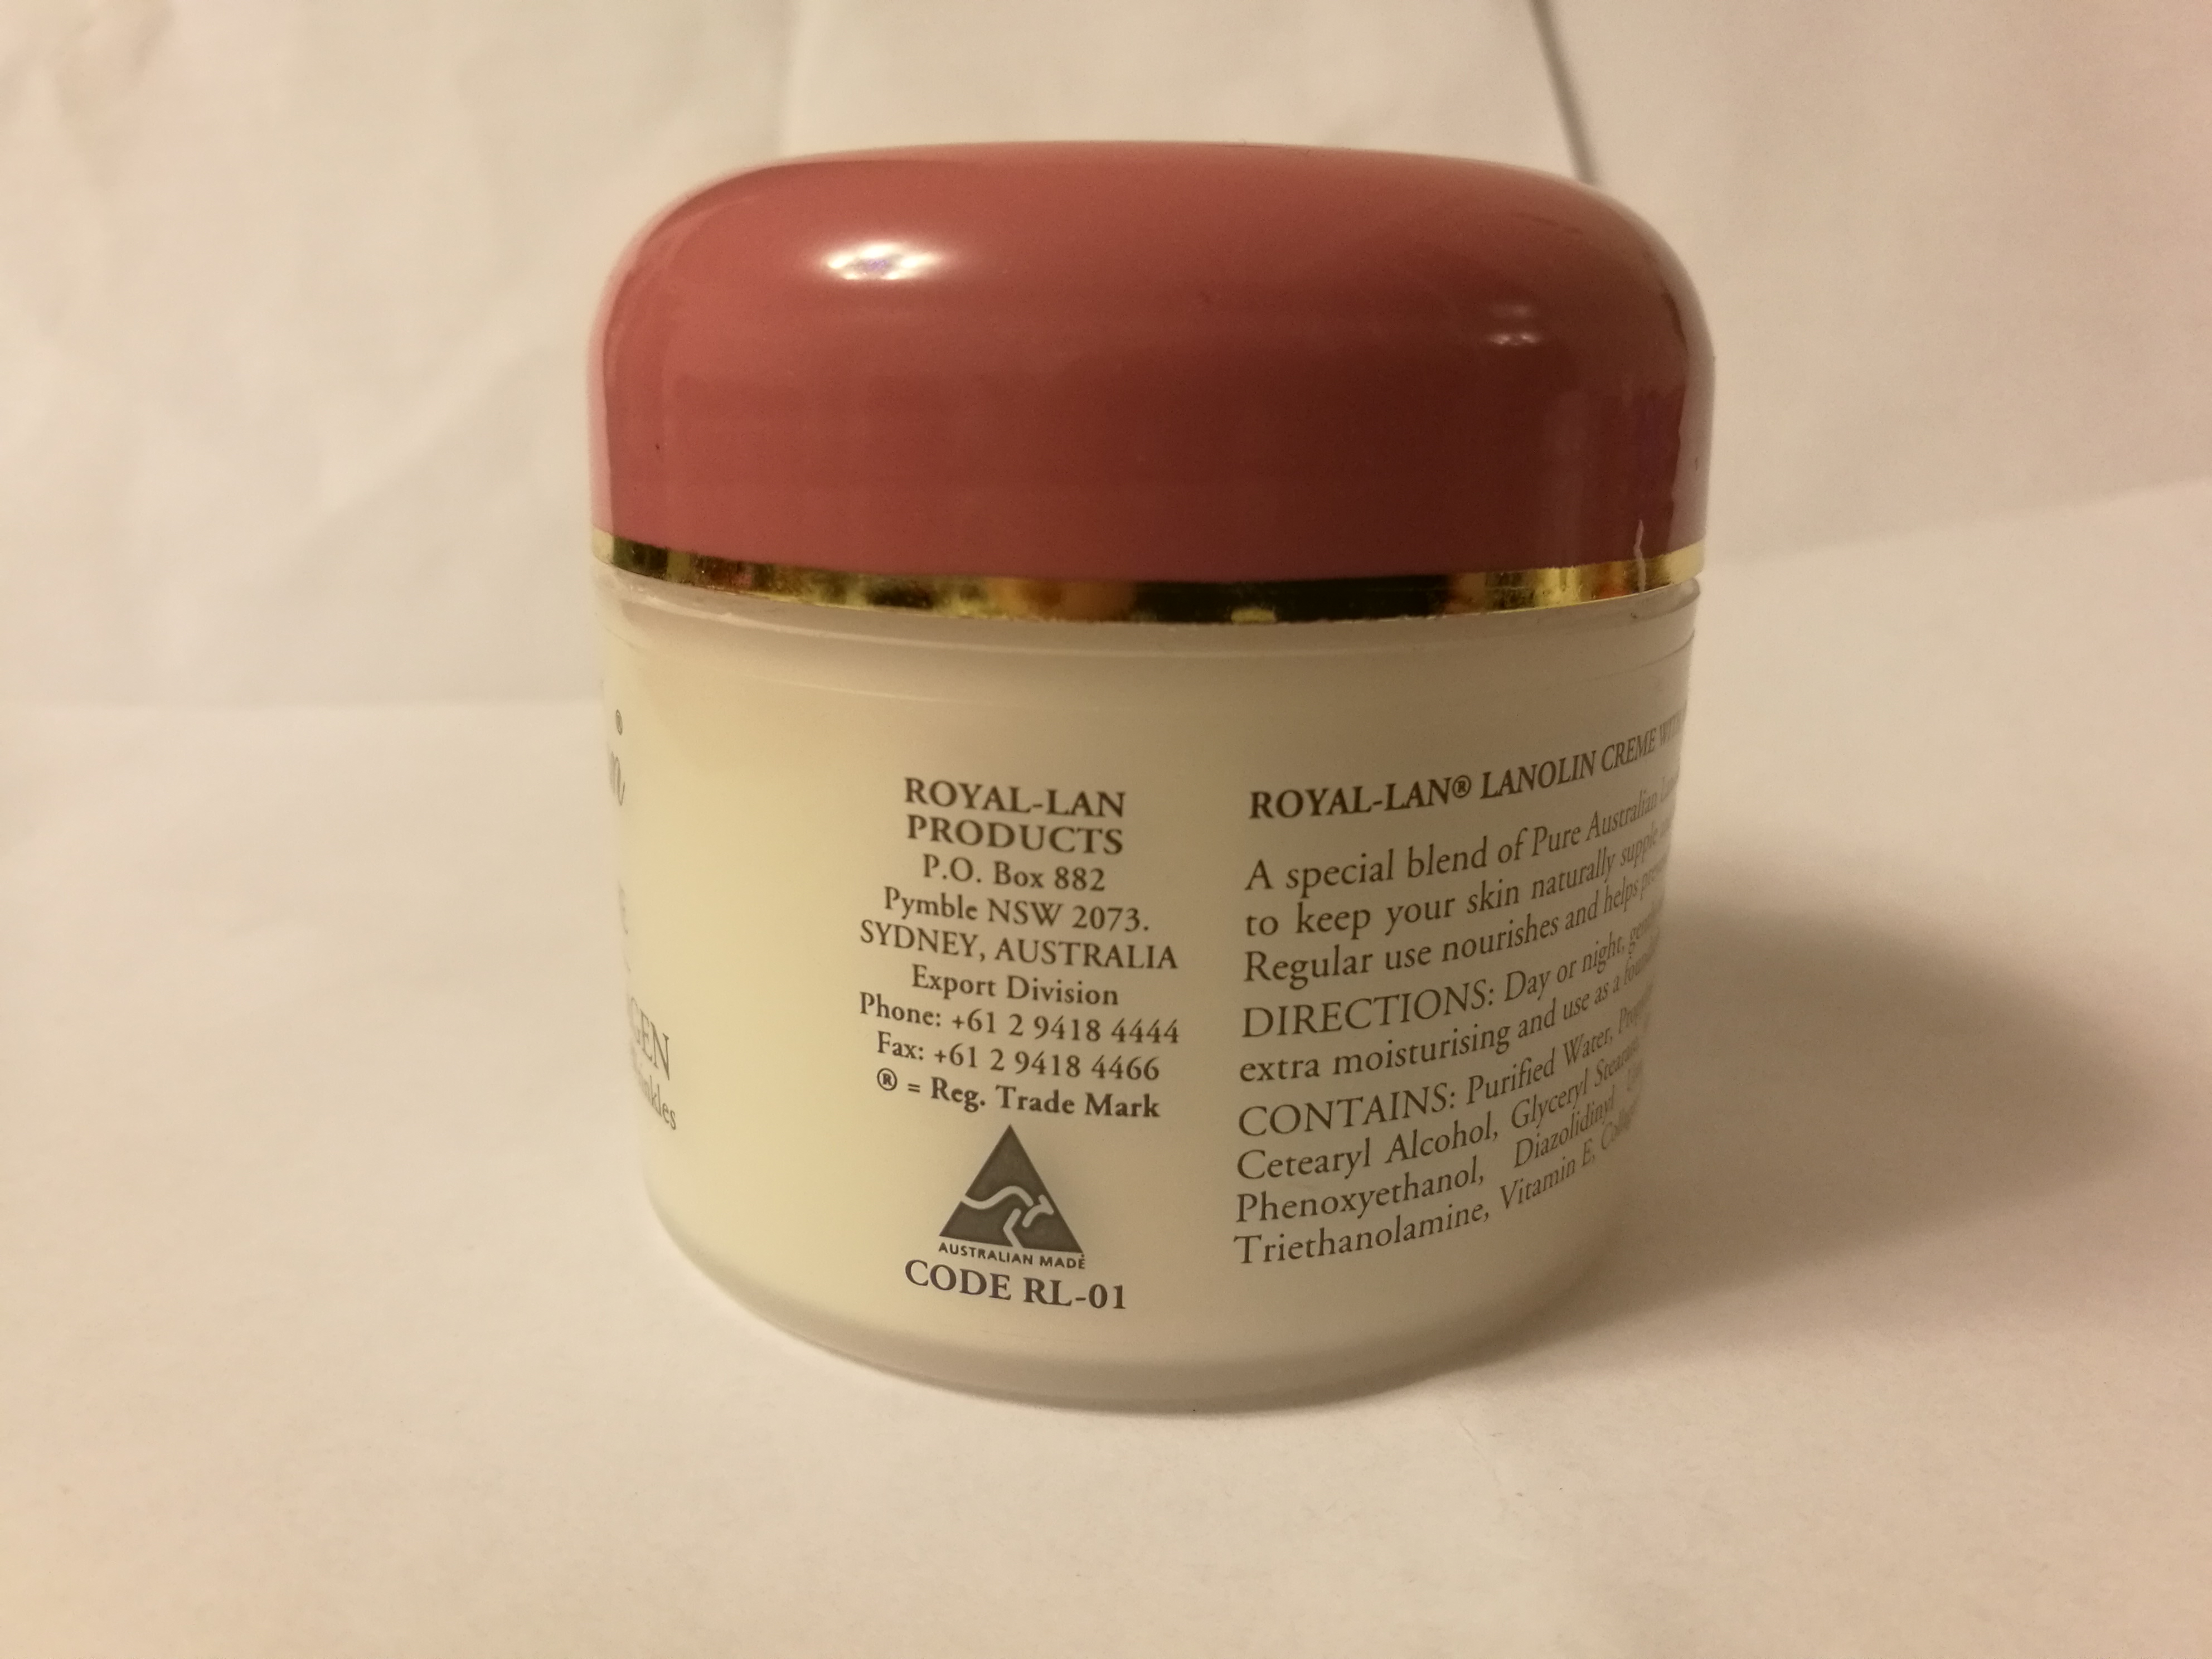 ®
GEN
ROYAL-LAN
PRODUCTS
P.O. Box 882
Pymble NSW 2073.
SYDNEY, AUSTRALIA
Export Division
Phone: +61 2 9418 4444
Fax: +61 2 9418 4466
® = Reg. Trade Mark
AUSTRALIAN MADE
CODE RL-01
ROYAL-LAN® LANOLIN CREME
A special blend of Pure Australian
to keep your skin naturally supple
Regular use nourishes and helps
DIRECTIONS: Day or night,
extra moisturising and use as a
CONTAINS: Purified Water,
Cetearyl Alcohol, Glyceryl
Phenoxyethanol, Diazolidinyl
Triethanolamine, Vitamin E,